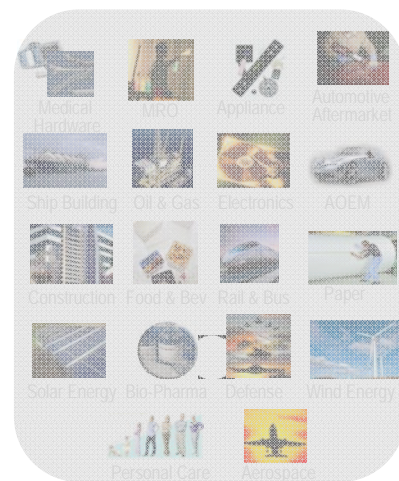 Medical
Hardware
MRO
Appliance
Automotive
Aftermarket
Ship Building
Oil & Gas
Electronics
AOEM
Construction
Food & Bev
Rail & Bus
Paper
Solar Energy
Bio-Pharma
Defense
Wind Energy
Personal Care
Aerospace